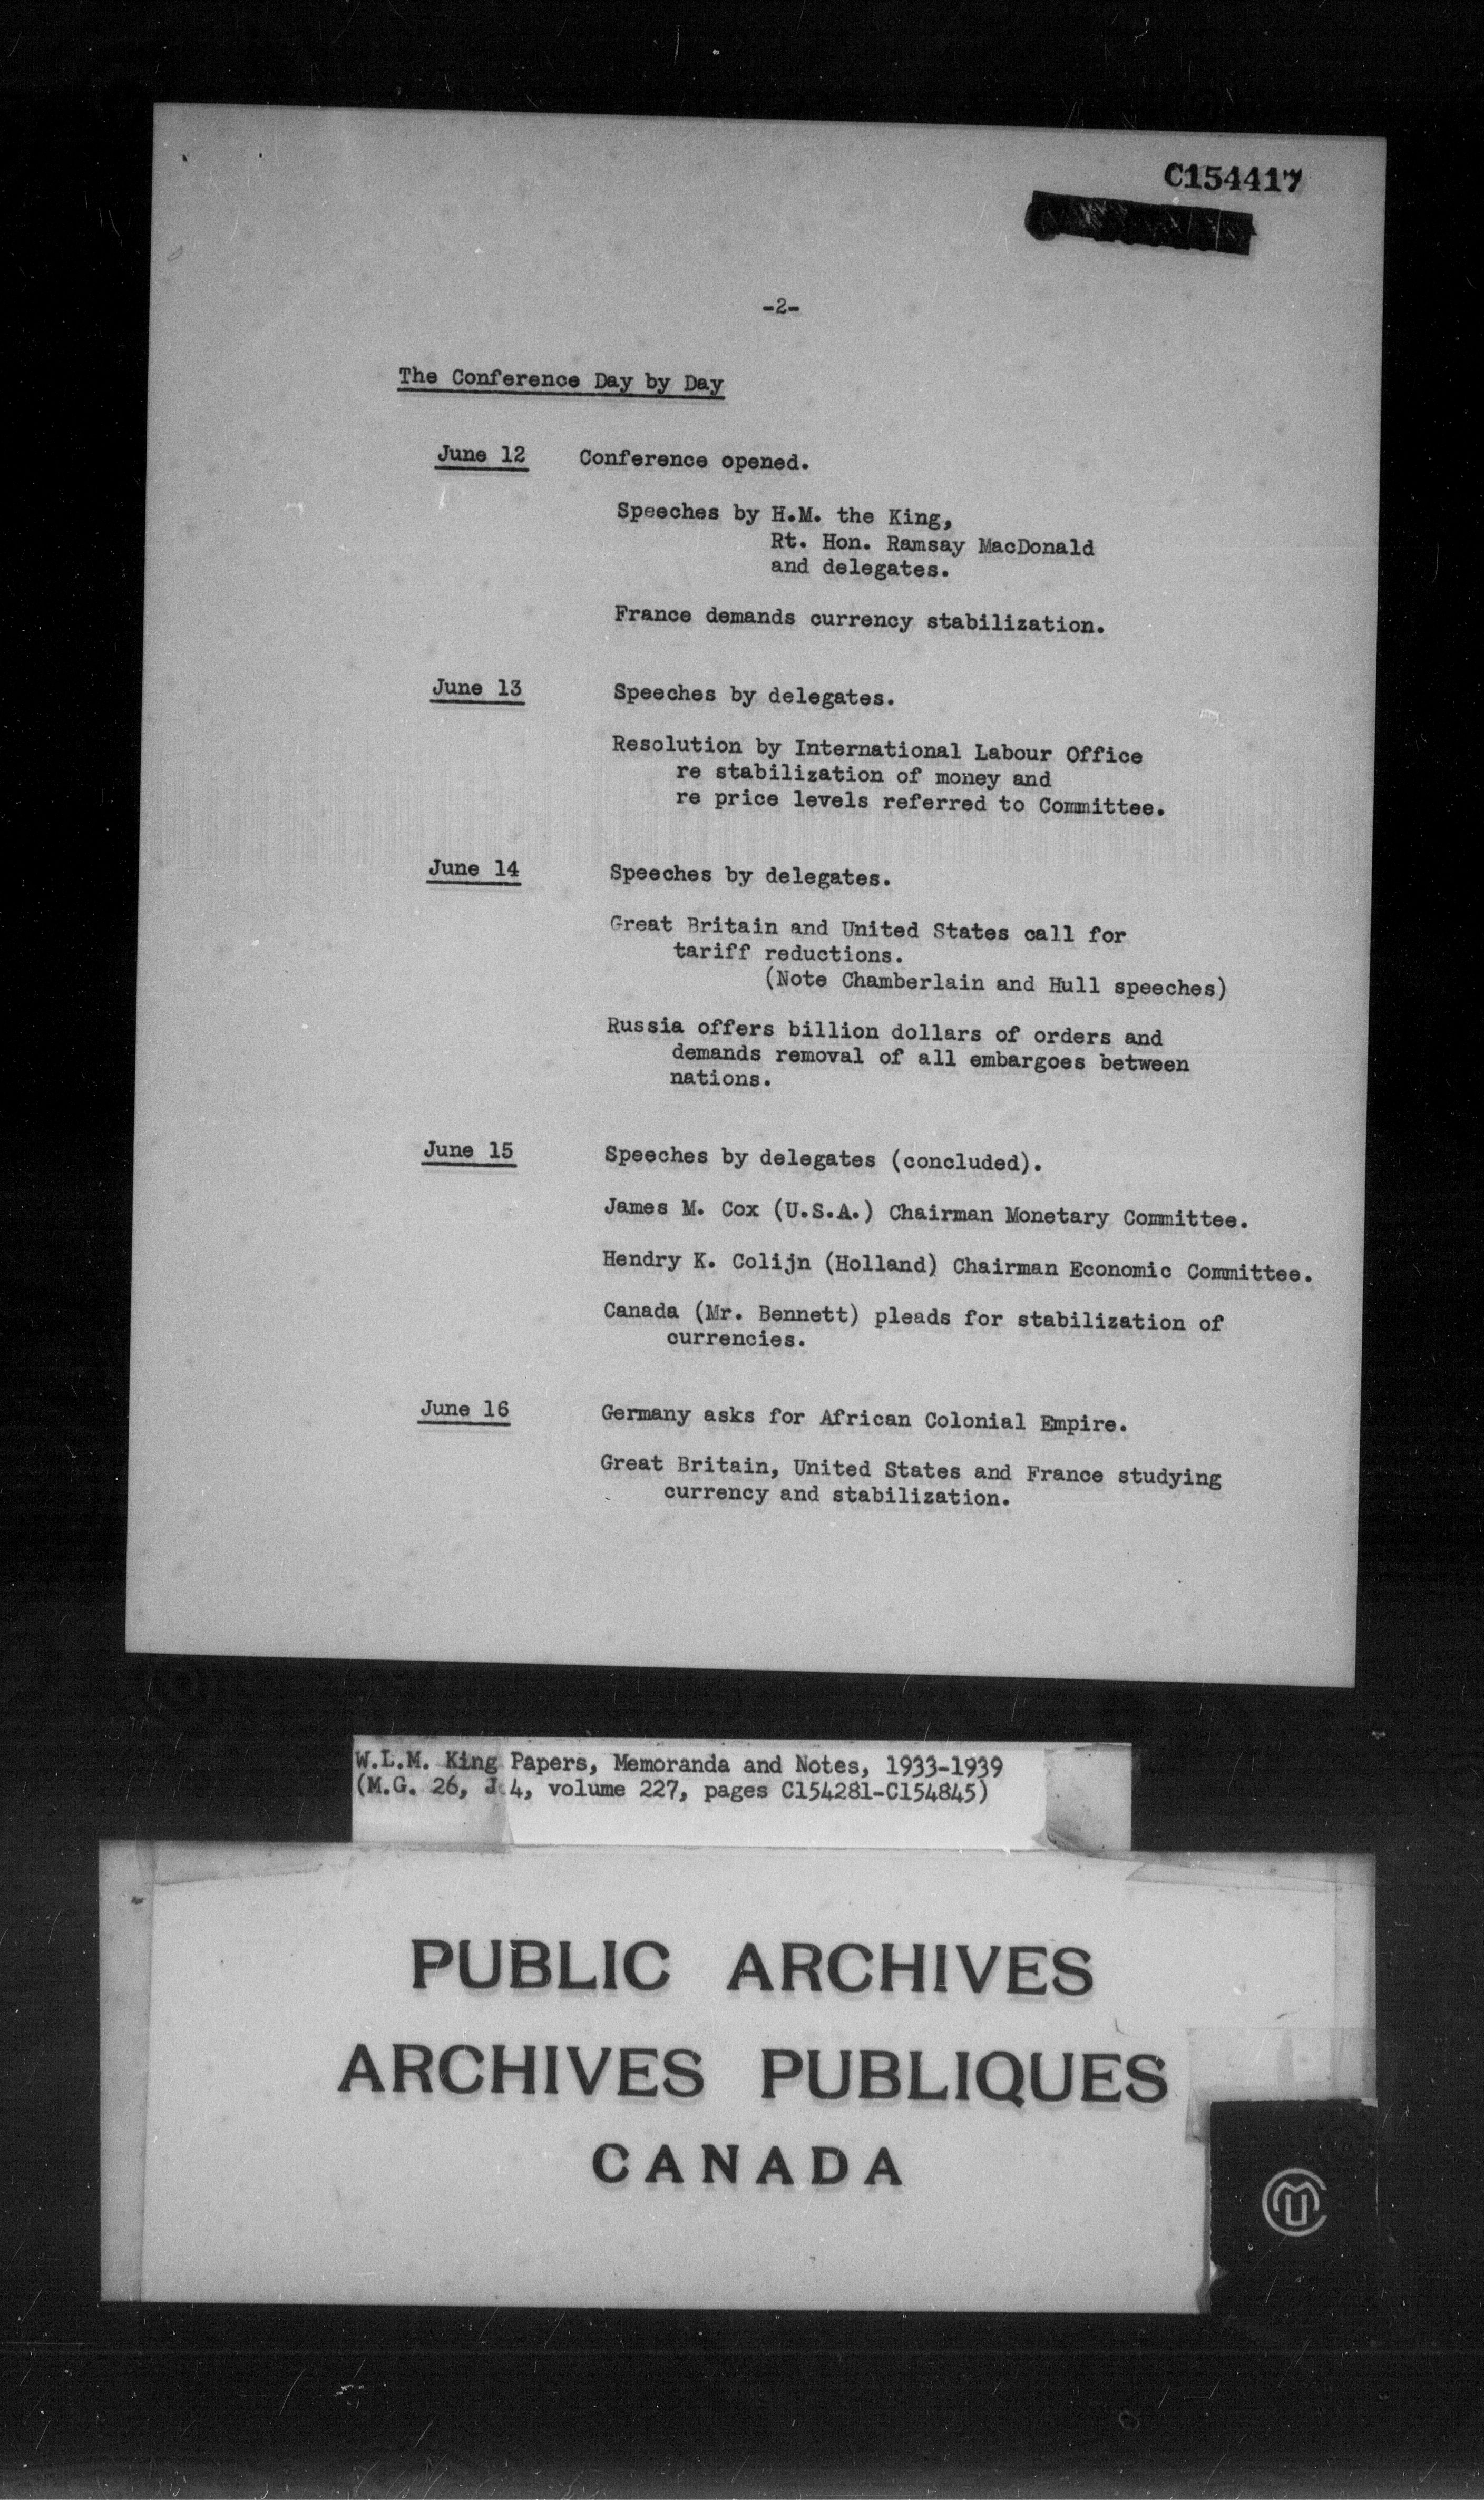 C154417
-2-
The Conference Day by Day
June 12 Conference opened.
Speeches by H.M. the King,
Rt. Hon. Ramsay MacDonald
and delegates.
France demands currency stabilization.
June 13 Speeches by delegates.
Resolution by International Labour Office
re stabilization of money and
re price levels referred to Committee.
June 14 Speeches by delegates.
Great Britain and United States call for
tariff reductions.
(Note Chamberlain and Hull speeches)
Russia offers billion dollars of orders and
demands removal of all embargoes between
nations.
June 15 Speeches by delegates (concluded).
James M. Cox (U.S.A.) Chairman Monetary Committee.
Hendry K. Colijn (Holland) Chairman Economic Committee.
Canada (Mr. Bennett) pleads for stabilization of
currencies.
June 16 Germany asks for African Colonial Empire.
Great Britain, United States and France studying
currency and stabilization.
W.L.M. King Papers, Memoranda and Notes, 1933-1939
(M.G. 26, J 4, volume 227, pages C154281-C154845)
PUBLIC ARCHIVES
ARCHIVES PUBLIQUES
CANADA